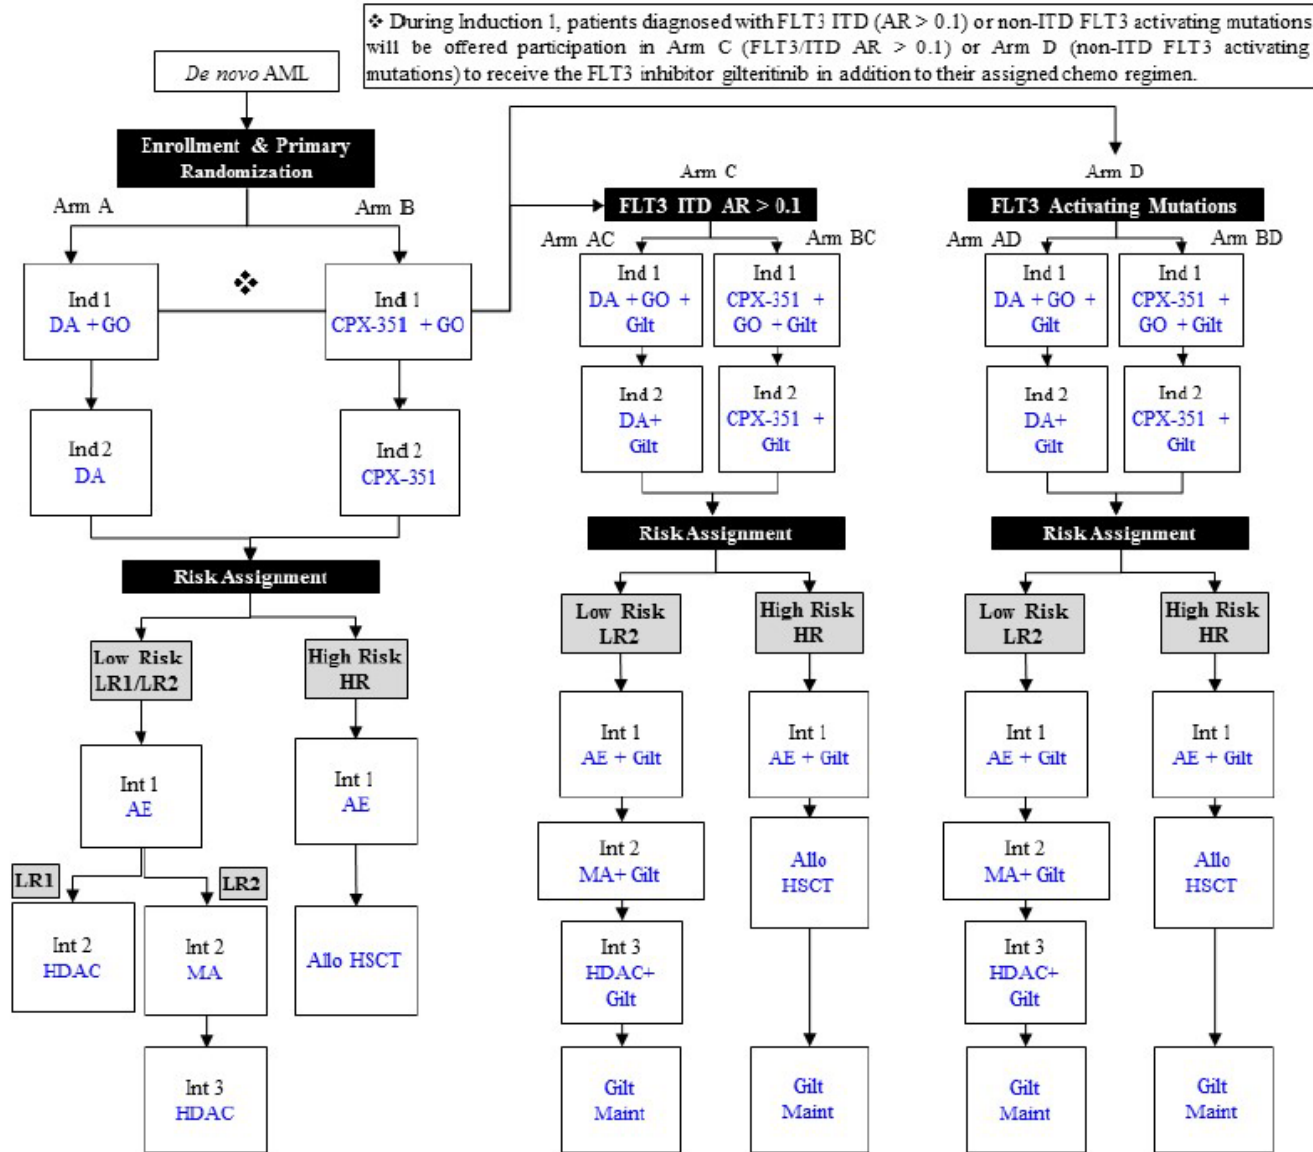 ❖ During Induction 1, patients diagnosed with FLT3 ITD (AR > 0.1) or non-ITD FLT3 activating mutations
will be offered participation in Arm C (FLT3/ITD AR > 0.1) or Arm D (non-ITD FLT3 activating
mutations) to receive the FLT3 inhibitor gilteritinib in addition to their assigned chemo regimen.
De novo AML
Enrollment & Primary
Randomization
Arm A
Arm B
Ind 1
DA + GO
❖
Ind 1
CPX-351 + GO
Ind 2
DA
Ind 2
CPX-351
Risk Assignment
Low Risk
LR1/LR2
High Risk
HR
Int 1
AE
Int 1
AE
LR1
LR2
Int 2
HDAC
Int 2
MA
Allo HSCT
Int 3
HDAC
Arm C
FLT3 ITD AR > 0.1
Arm AC
Arm BC
Ind 1
DA + GO +
Gilt
Ind 1
CPX-351 +
GO + Gilt
Ind 2
DA+
Gilt
Ind 2
CPX-351 +
Gilt
Risk Assignment
Low Risk
LR2
High Risk
HR
Int 1
AE + Gilt
Int 1
AE + Gilt
Int 2
MA+ Gilt
Allo
HSCT
Int 3
HDAC+
Gilt
Gilt
Maint
Gilt
Maint
Arm D
FLT3 Activating Mutations
Arm AD
Arm BD
Ind 1
DA + GO +
Gilt
Ind 1
CPX-351 +
GO + Gilt
Ind 2
DA+
Gilt
Ind 2
CPX-351 +
Gilt
Risk Assignment
Low Risk
LR2
High Risk
HR
Int 1
AE + Gilt
Int 1
AE + Gilt
Int 2
MA+ Gilt
Allo
HSCT
Int 3
HDAC+
Gilt
Gilt
Maint
Gilt
Maint